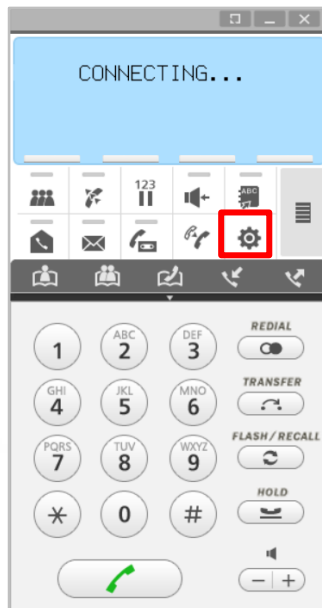 CONNECTING...
123
ABC
1
ABC
2
DEF
3
REDIAL
GHI
4
JKL
5
MNO
6
TRANSFER
PQRS
7
TUV
8
WXYZ
9
FLASH/RECALL
*
0
#
HOLD
- +